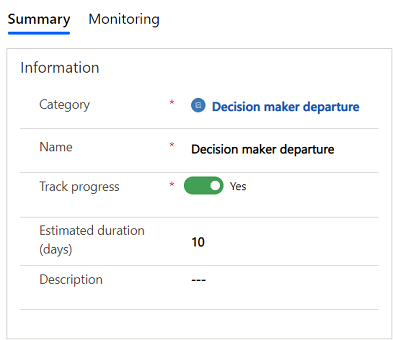 Summary Monitoring
Information
Category * Decision maker departure
Name * Decision maker departure
Track progress * Yes
Estimated duration
(days) 10
Description ---